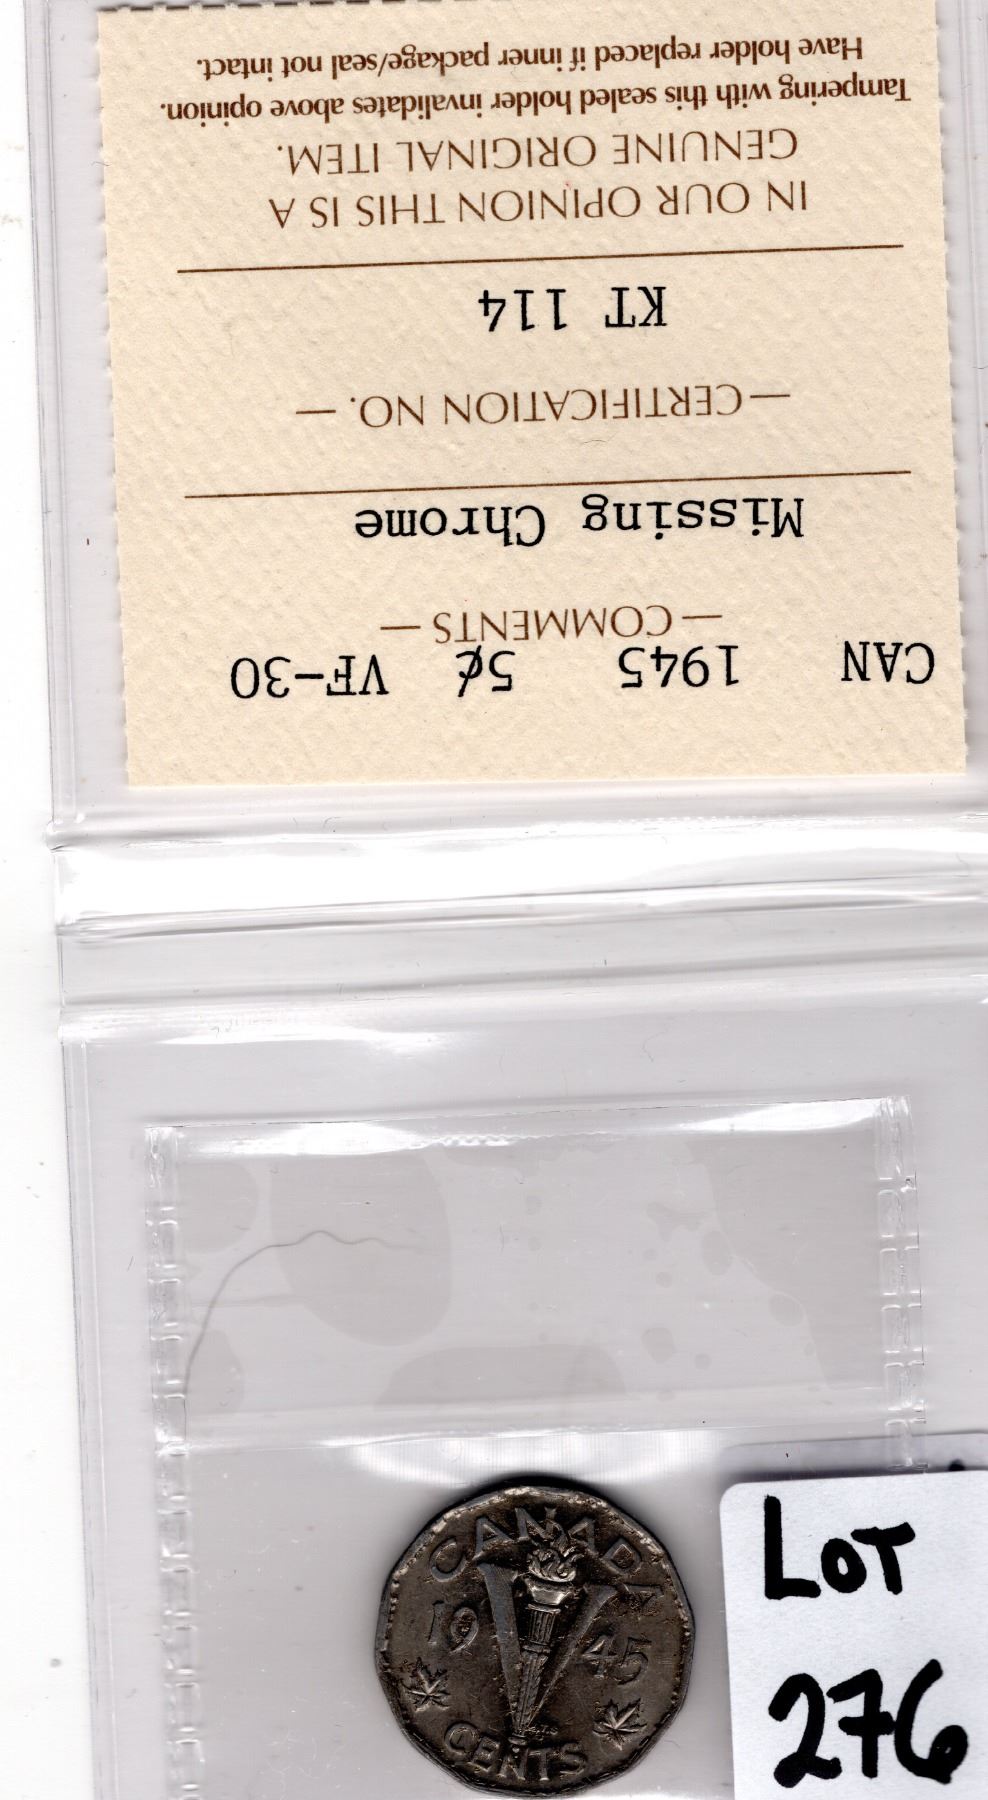 CAN 1945 5¢ VF-30
— COMMENTS —
Missing Chrome
— CERTIFICATION NO. —
KT 114
IN OUR OPINION THIS IS A
GENUINE ORIGINAL ITEM.
Tampering with this sealed holder invalidates above opinion.
Have holder replaced if inner package/seal not intact.
CANADA
19 45
CENTS
LOT
276